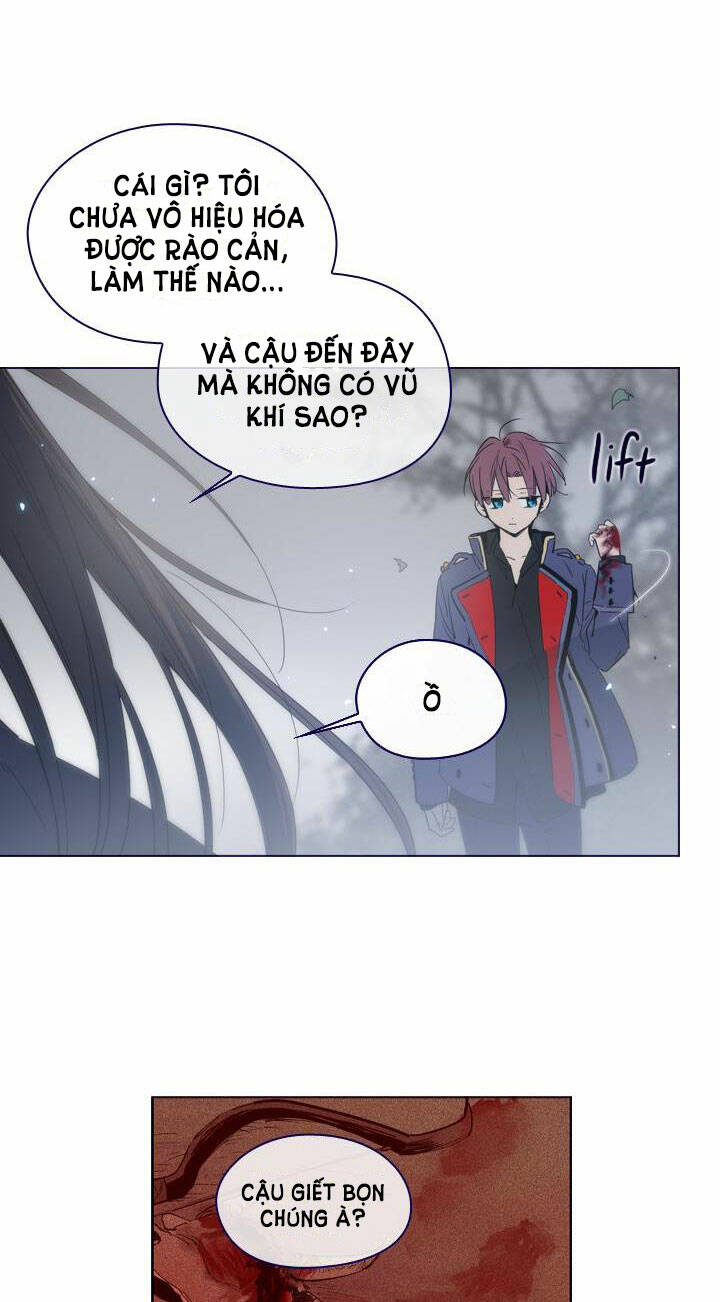 CÁI GÌ? TÔI
CHƯA VÔ HIỆU HÓA
ĐƯỢC RÀO CẢN,
LÀM THẾ NÀO...
VÀ CẬU ĐẾN ĐÂY
MÀ KHÔNG CÓ VŨ
KHÍ SAO?
lift
Ồ
CẬU GIẾT BỌN
CHÚNG À?